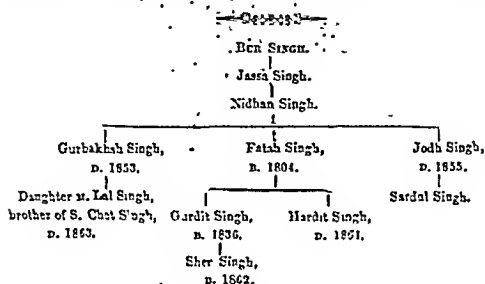 BUR SINGH.
Jassa Singh.
Nidhan Singh.
Gurbakhsh Singh, Fatah Singh, Jodh Singh,
D. 1853. B. 1804. D. 1855.
Daughter m. Lal Singh, Sardul Singh.
brother of S. Chet Singh, Gurdit Singh, Hardit Singh,
D. 1863. B. 1836. D. 1851.
Sher Singh,
B. 1862.